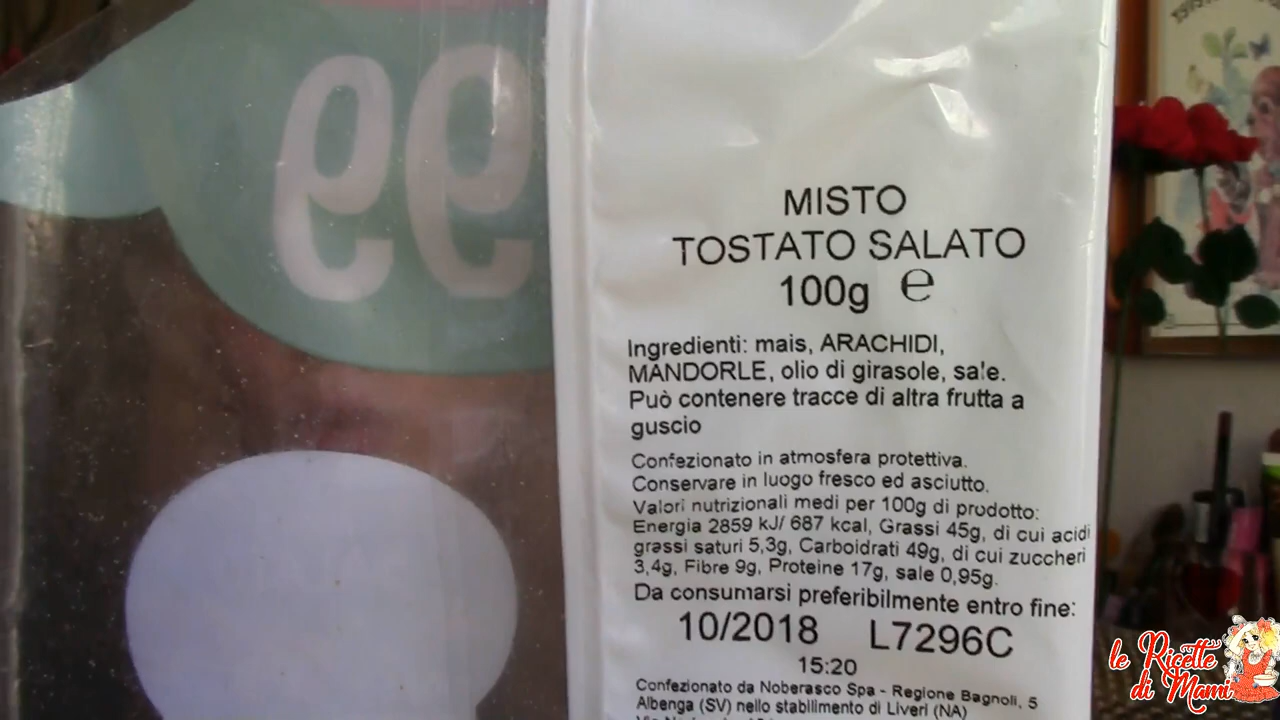 MISTO
TOSTATO SALATO
100g ℮
Ingredienti: mais, ARACHIDI,
MANDORLE, olio di girasole, sale.
Può contenere tracce di altra frutta a
guscio
Confezionato in atmosfera protettiva.
Conservare in luogo fresco ed asciutto.
Valori nutrizionali medi per 100g di prodotto:
Energia 2859 kJ/ 687 kcal, Grassi 45g, di cui acidi
grassi saturi 5,3g, Carboidrati 49g, di cui zuccheri
3,4g, Fibre 9g, Proteine 17g, sale 0,95g.
Da consumarsi preferibilmente entro fine:
10/2018 L7296C
15:20
Confezionato da Noberasco Spa - Regione Bagnoli, 5
Albenga (SV) nello stabilimento di Liveri (NA)
le Ricette
di Mami